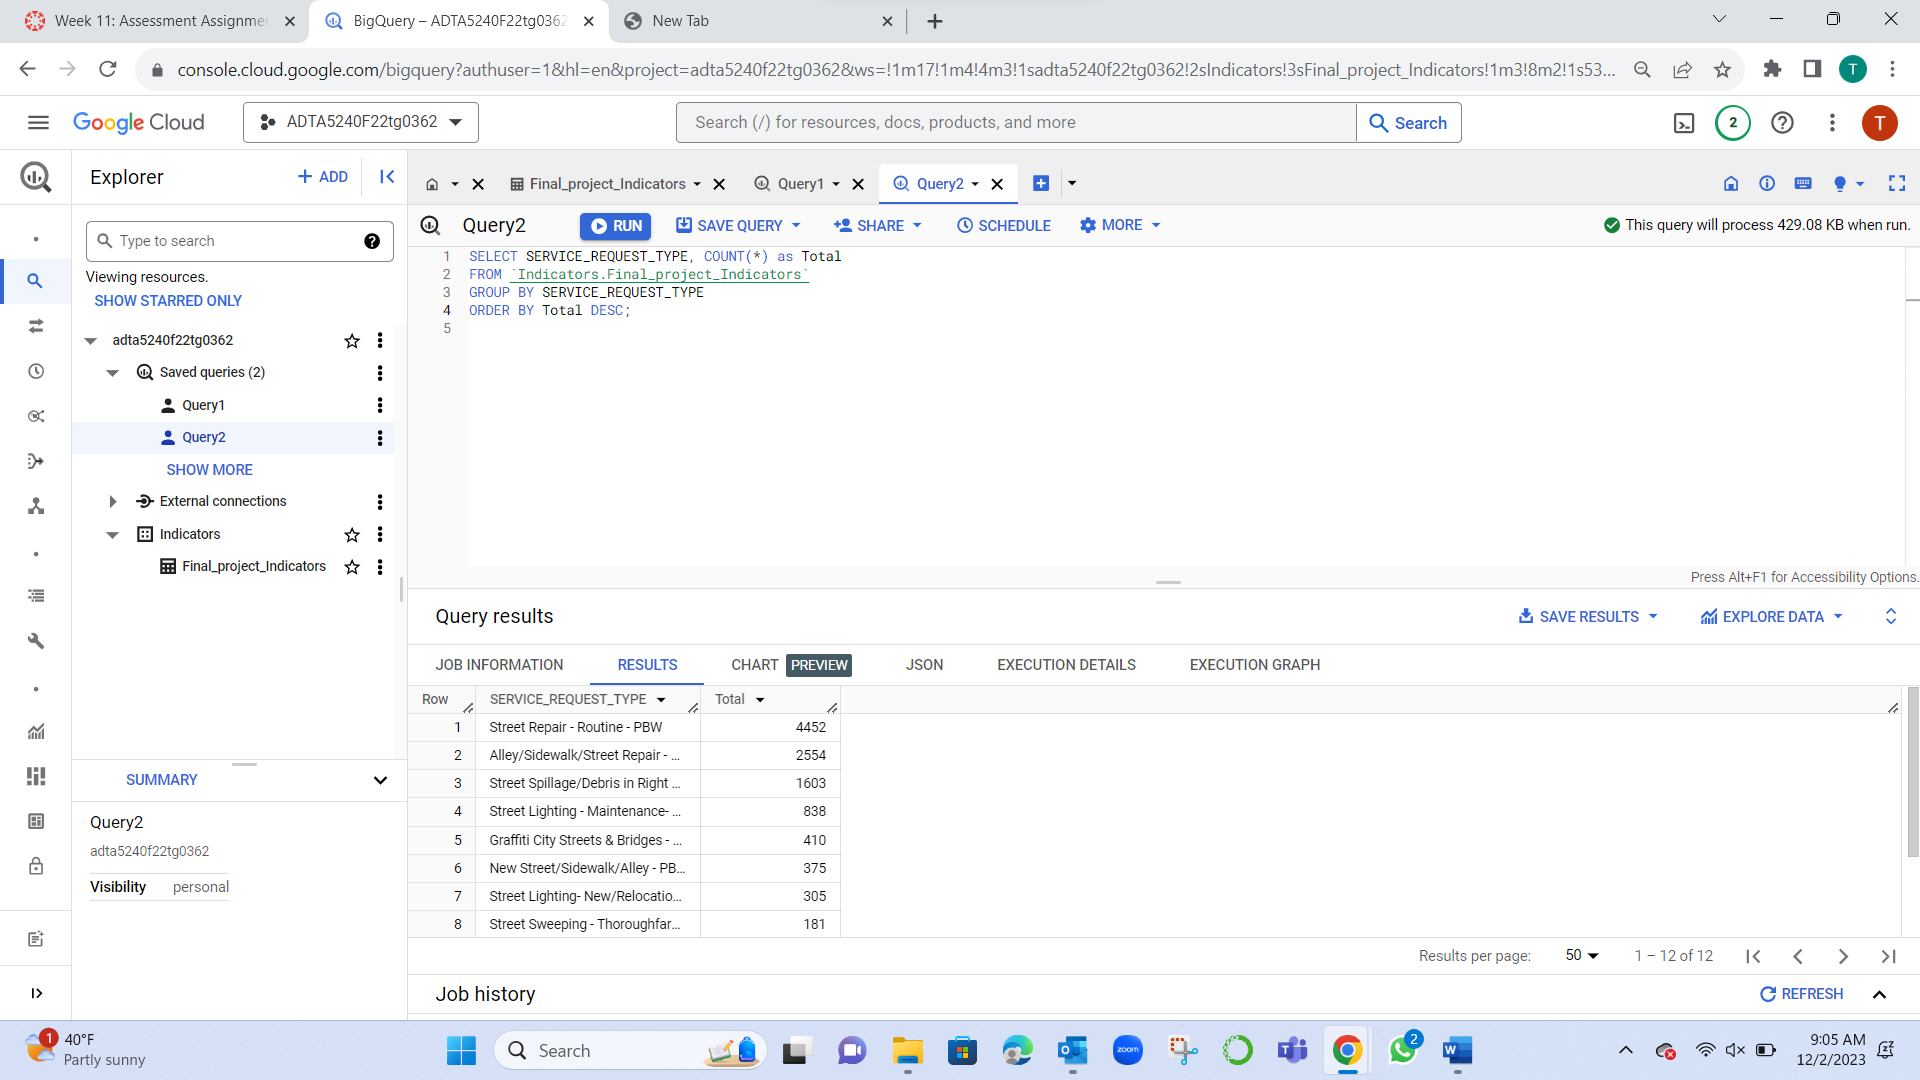 Week 11: Assessment Assignme
BigQuery – ADTA5240F22tg0362
New Tab
console.cloud.google.com/bigquery?authuser=1&hl=en&project=adta5240f22tg0362&ws=!1m17!1m4!4m3!1sadta5240f22tg0362!2sIndicators!3sFinal_project_Indicators!1m3!8m2!1s53...
T
Google Cloud
ADTA5240F22tg0362
Search (/) for resources, docs, products, and more
Search
2
T
Explorer
+ ADD
Final_project_Indicators
Query1
Query2
Query2
RUN
SAVE QUERY
SHARE
SCHEDULE
MORE
This query will process 429.08 KB when run.
Type to search
Viewing resources.
SHOW STARRED ONLY
adta5240f22tg0362
Saved queries (2)
Query1
Query2
SHOW MORE
External connections
Indicators
Final_project_Indicators
1 SELECT SERVICE_REQUEST_TYPE, COUNT(*) as Total
2 FROM `Indicators.Final_project_Indicators`
3 GROUP BY SERVICE_REQUEST_TYPE
4 ORDER BY Total DESC;
5
Press Alt+F1 for Accessibility Options.
SUMMARY
Query2
adta5240f22tg0362
Visibility personal
Query results
SAVE RESULTS
EXPLORE DATA
JOB INFORMATION
RESULTS
CHART PREVIEW
JSON
EXECUTION DETAILS
EXECUTION GRAPH
Row SERVICE_REQUEST_TYPE Total
1 Street Repair - Routine - PBW 4452
2 Alley/Sidewalk/Street Repair - ... 2554
3 Street Spillage/Debris in Right ... 1603
4 Street Lighting - Maintenance- ... 838
5 Graffiti City Streets & Bridges - ... 410
6 New Street/Sidewalk/Alley - PB... 375
7 Street Lighting- New/Relocatio... 305
8 Street Sweeping - Thoroughfar... 181
Results per page: 50 1 – 12 of 12
Job history
REFRESH
1
40°F
Partly sunny
Search
zoom
2
9:05 AM
12/2/2023